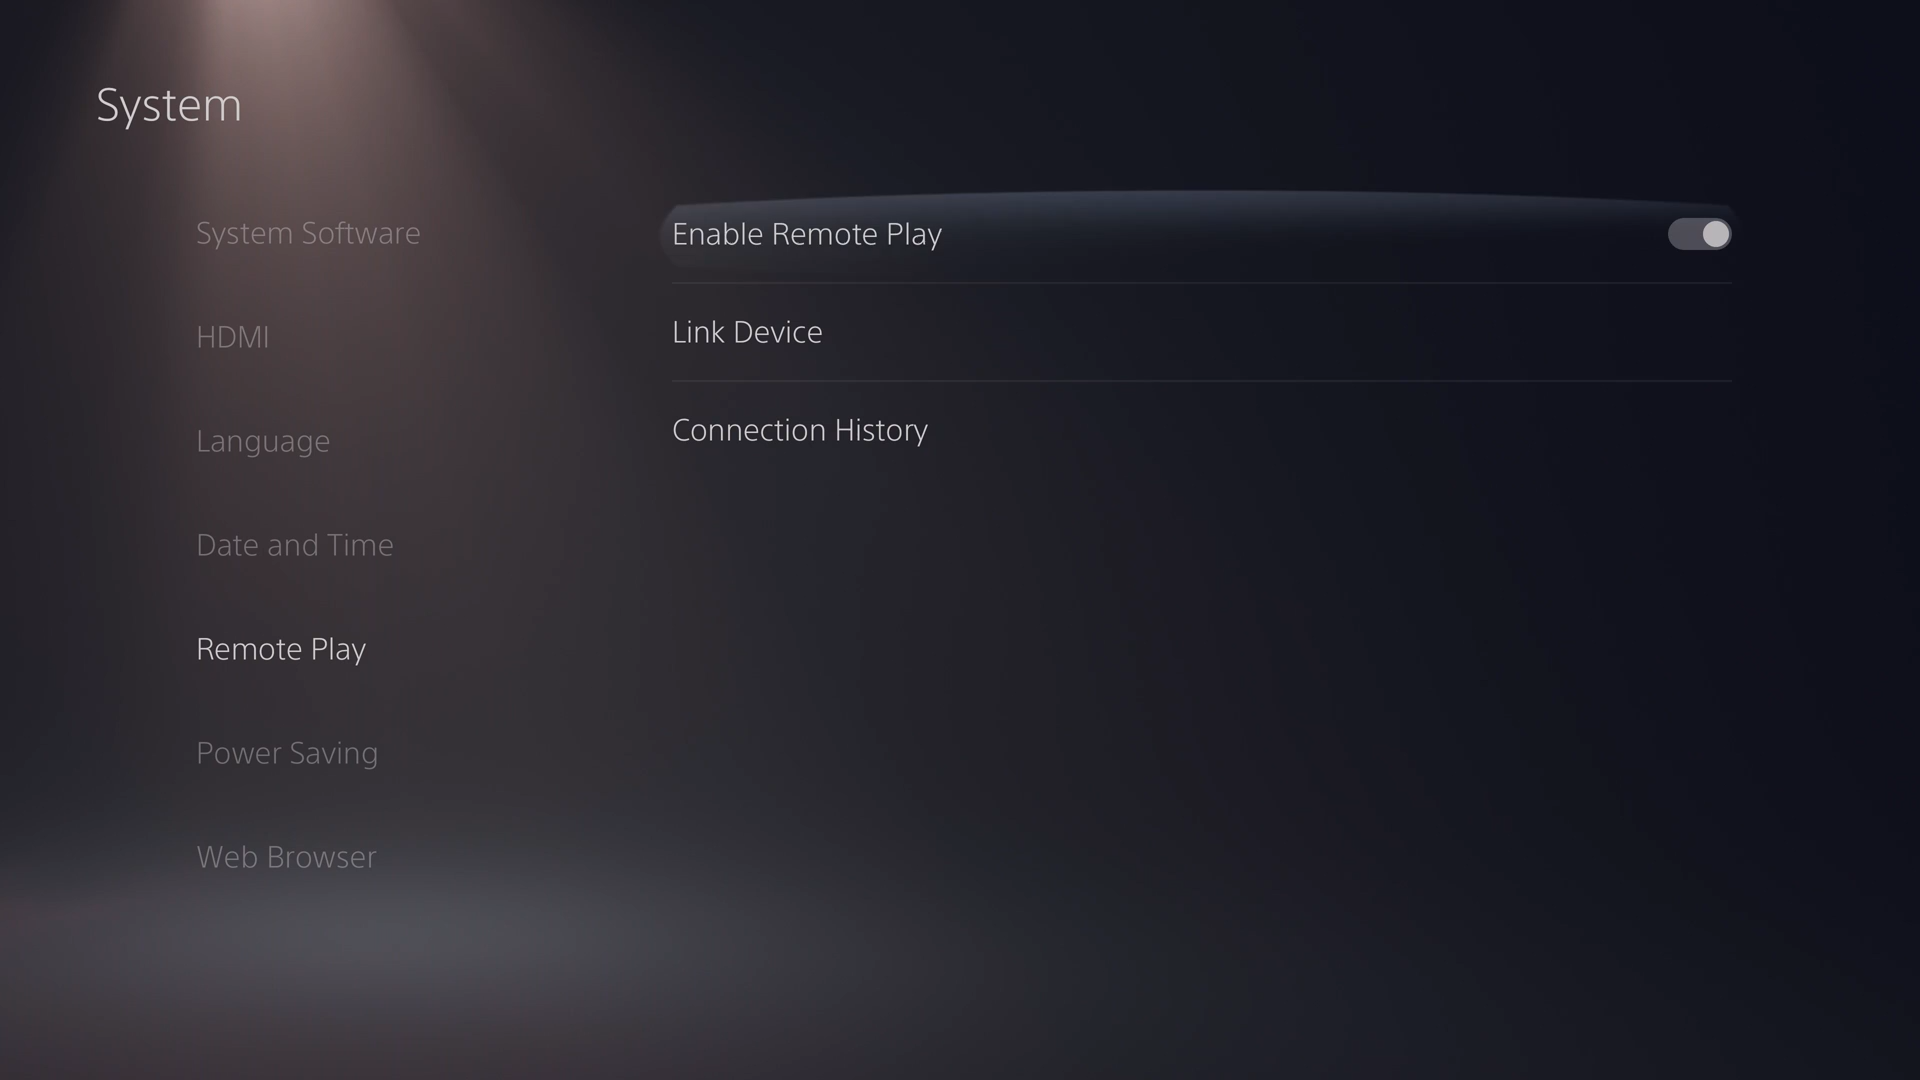 System
System Software
HDMI
Language
Date and Time
Remote Play
Power Saving
Web Browser
Enable Remote Play
Link Device
Connection History